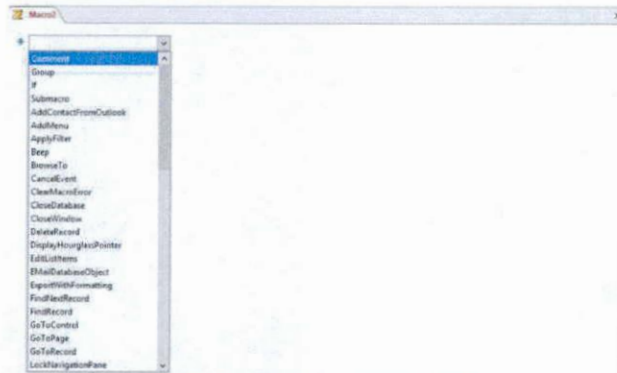 Macro2
Comment
Group
If
Submacro
AddContactFromOutlook
AddMenu
ApplyFilter
Beep
BrowseTo
CancelEvent
ClearMacroError
CloseDatabase
CloseWindow
DeleteRecord
DisplayHourglassPointer
EditListItems
EMailDatabaseObject
ExportWithFormatting
FindNextRecord
FindRecord
GoToControl
GoToPage
GoToRecord
LockNavigationPane